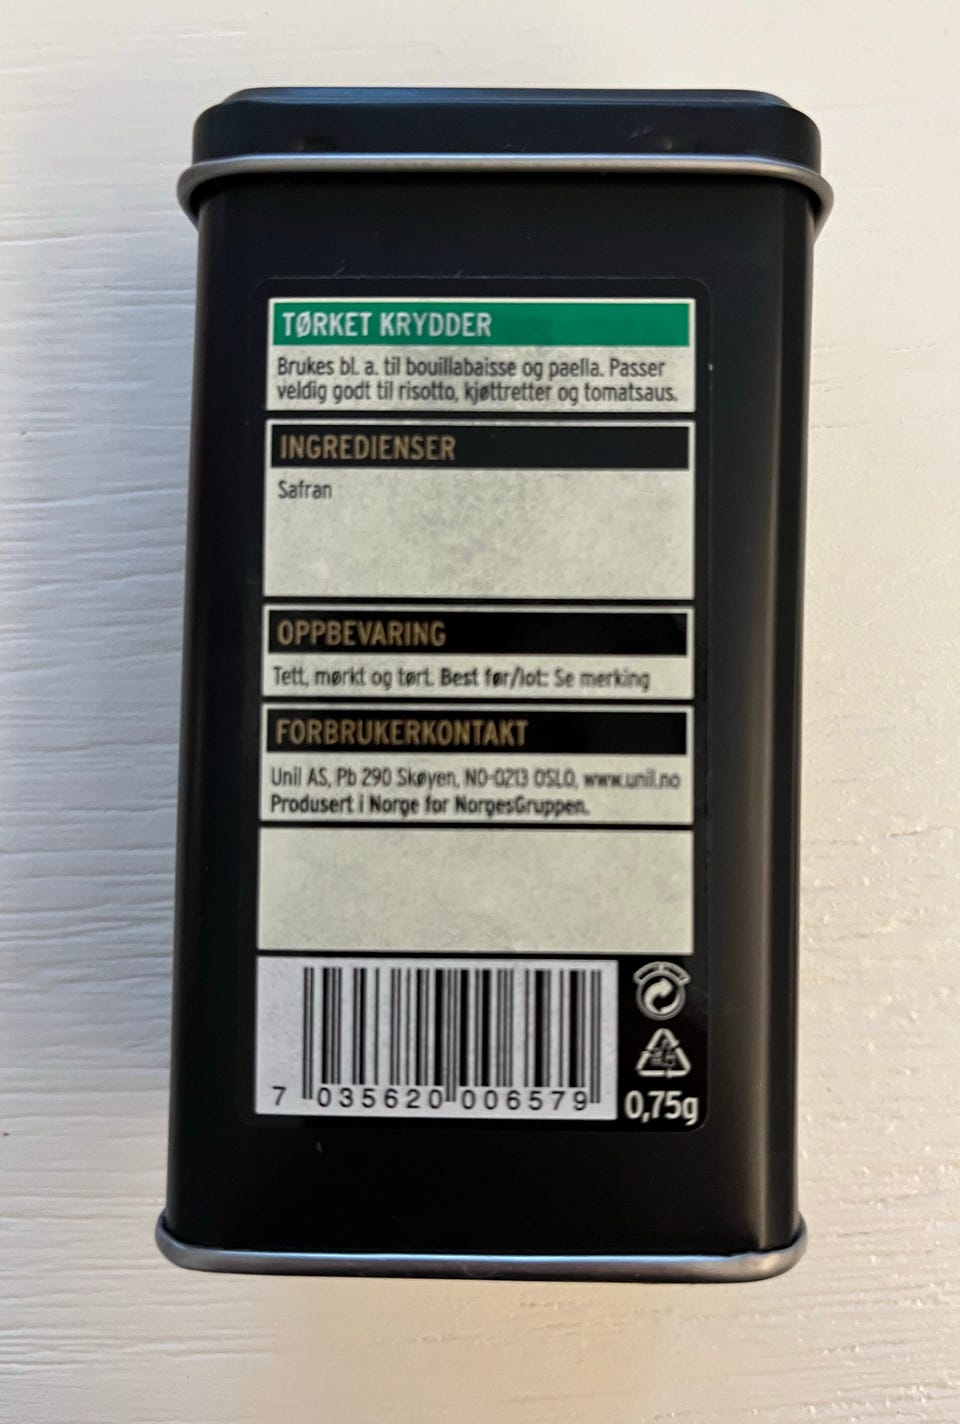 TØRKET KRYDDER
Brukes bl. a. til bouillabaisse og paella. Passer
veldig godt til risotto, kjøttretter og tomatsaus.
INGREDIENSER
Safran
OPPBEVARING
Tett, mørkt og tørt. Best før/lot: Se merking
FORBRUKERKONTAKT
Unil AS, Pb 290 Skøyen, NO-0213 OSLO, www.unil.no
Produsert i Norge for NorgesGruppen.
7 035620 006579
0,75g